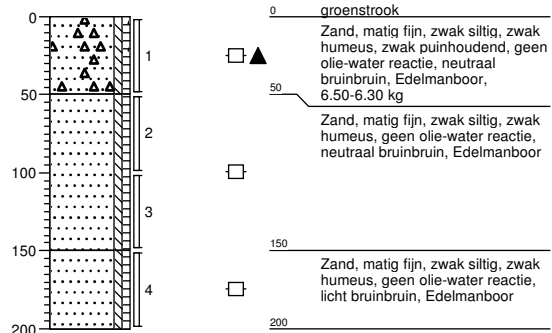 0
50
100
150
200
1
2
3
4
0
groenstrook
Zand, matig fijn, zwak siltig, zwak
humeus, zwak puinhoudend, geen
olie-water reactie, neutraal
bruinbruin, Edelmanboor,
6.50-6.30 kg
50
Zand, matig fijn, zwak siltig, zwak
humeus, geen olie-water reactie,
neutraal bruinbruin, Edelmanboor
150
Zand, matig fijn, zwak siltig, zwak
humeus, geen olie-water reactie,
licht bruinbruin, Edelmanboor
200